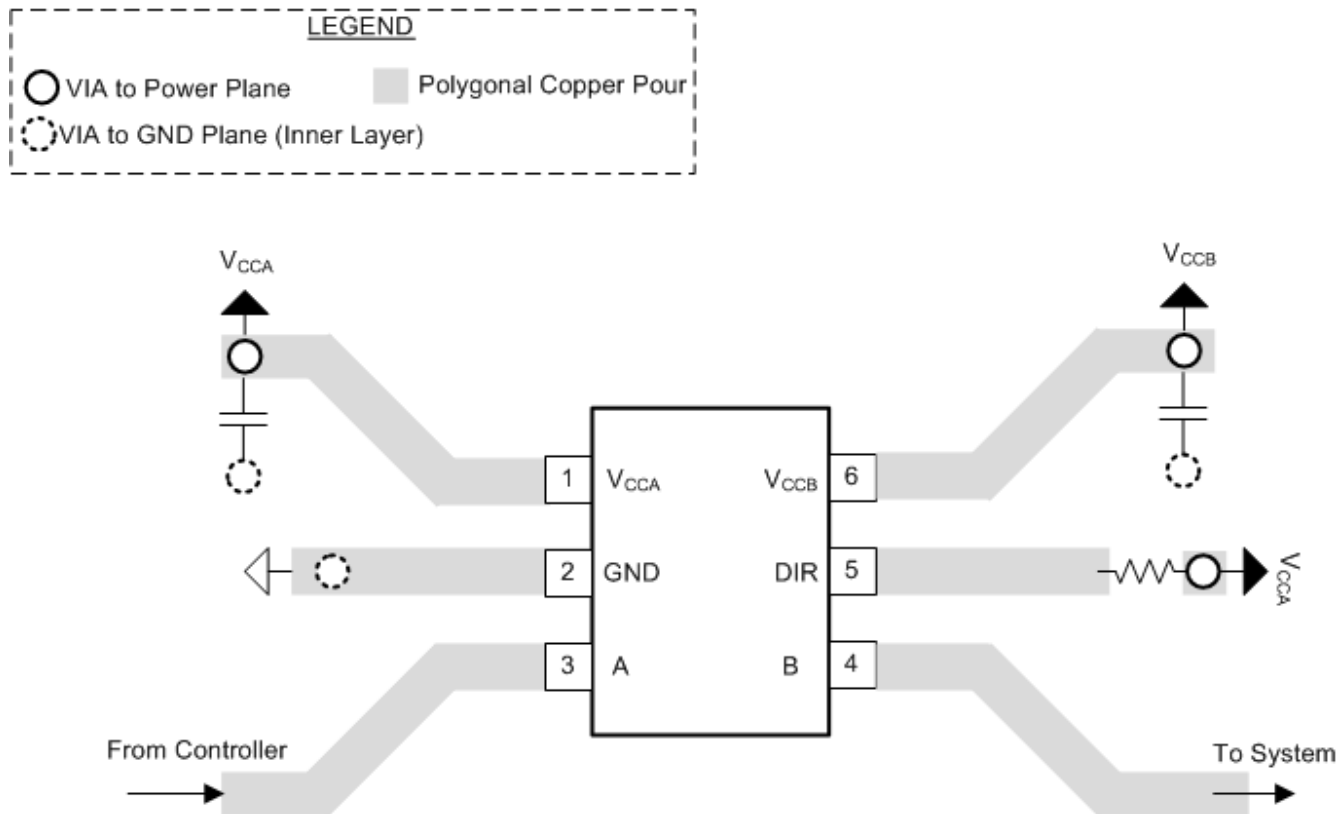 LEGEND
VIA to Power Plane
Polygonal Copper Pour
VIA to GND Plane (Inner Layer)
VCCA
VCCB
1
VCCA
VCCB
6
2
GND
DIR
5
VCCA
3
A
B
4
From Controller
To System